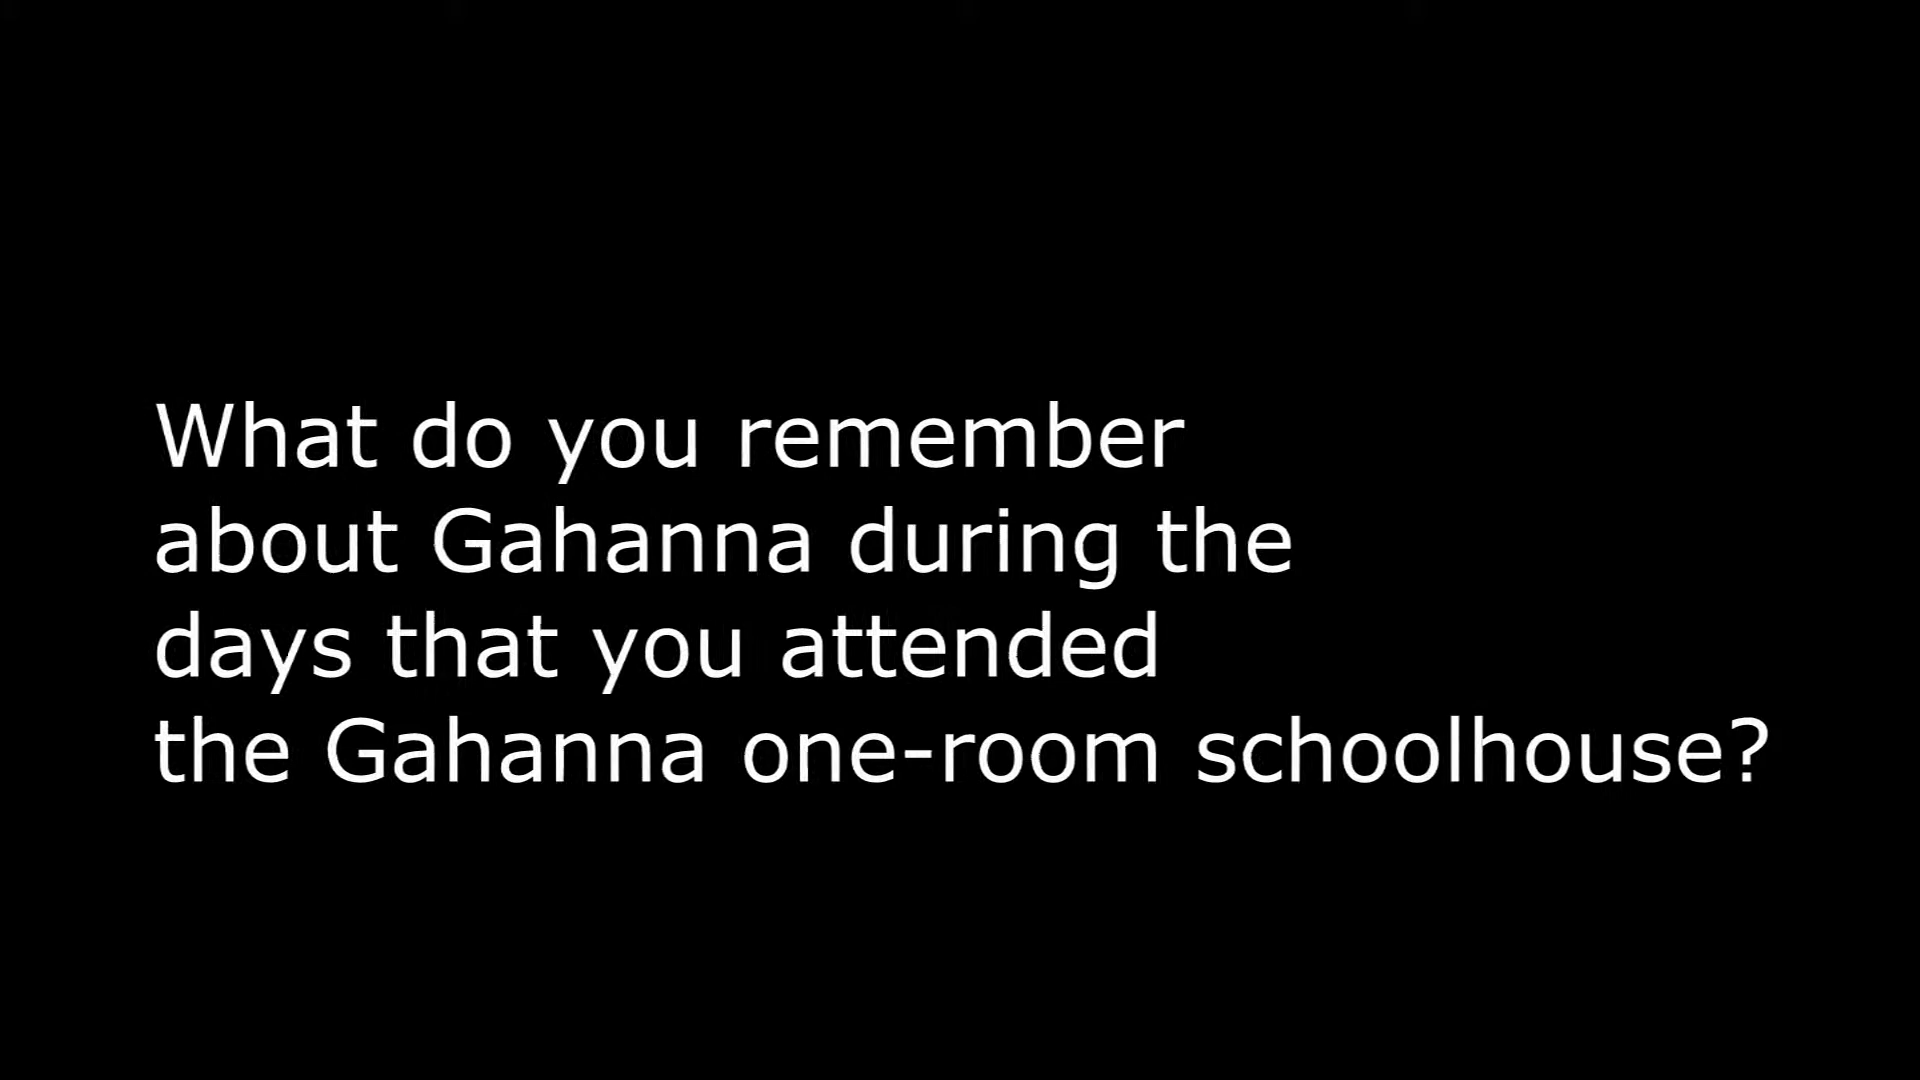 What do you remember
about Gahanna during the
days that you attended
the Gahanna one-room schoolhouse?